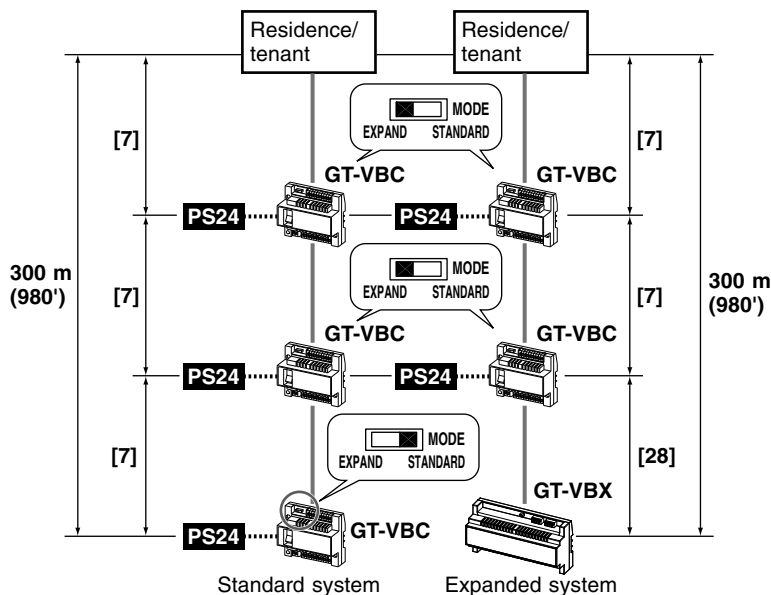 Residence/
tenant
Residence/
tenant
MODE
EXPAND STANDARD
[7]
[7]
GT-VBC
GT-VBC
PS24
PS24
300 m
(980')
[7]
MODE
EXPAND STANDARD
[7]
300 m
(980')
GT-VBC
GT-VBC
PS24
PS24
MODE
EXPAND STANDARD
[7]
[28]
GT-VBX
PS24
GT-VBC
Standard system
Expanded system